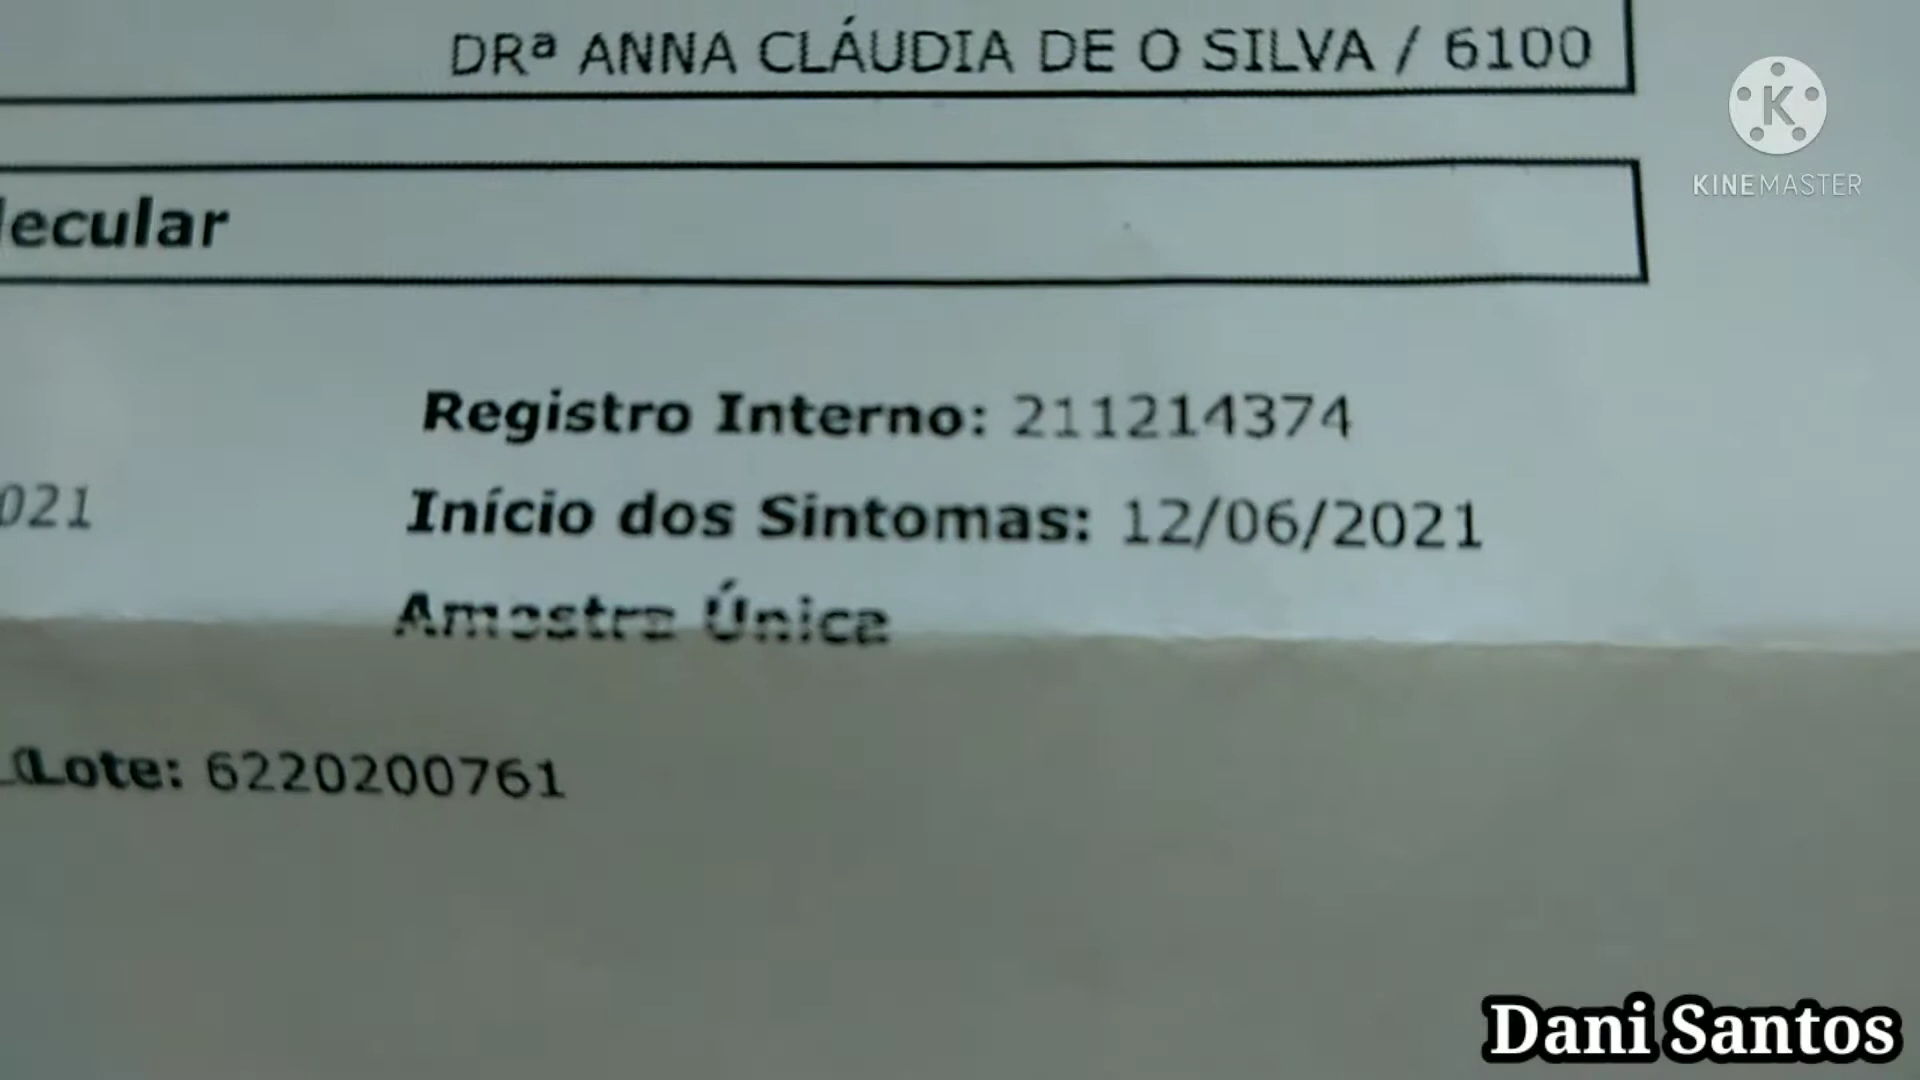 DRª ANNA CLÁUDIA DE O SILVA / 6100
KINEMASTER
lecular
Registro Interno: 211214374
021
Início dos Sintomas: 12/06/2021
Amostra Única
Lote: 6220200761
Dani Santos